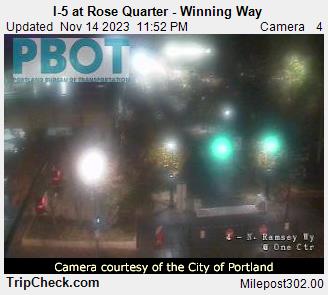 I-5 at Rose Quarter - Winning Way
Updated Nov 14 2023 11:52 PM Camera 4
PBOT
PORTLAND BUREAU OF TRANSPORTATION
4 - N. Ramsey Wy
@ One Ctr
Camera courtesy of the City of Portland
TripCheck.com Milepost302.00